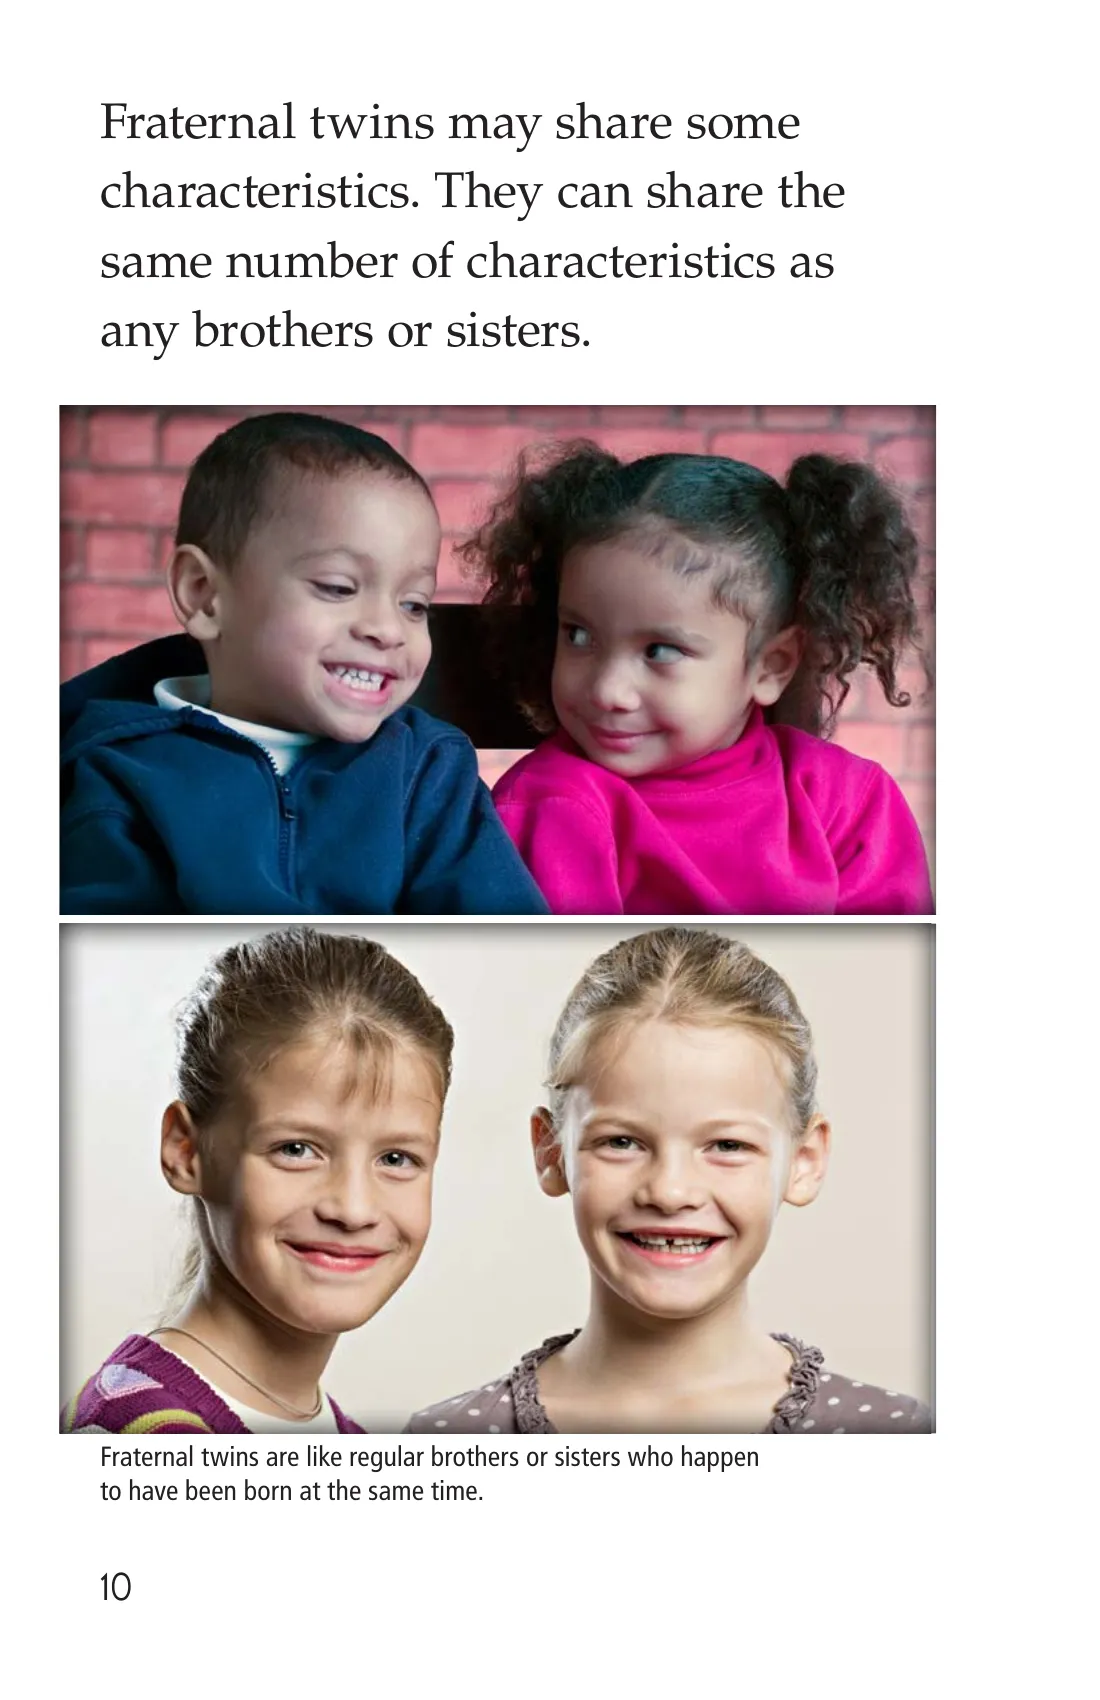 Fraternal twins may share some
characteristics. They can share the
same number of characteristics as
any brothers or sisters.
Fraternal twins are like regular brothers or sisters who happen
to have been born at the same time.
10